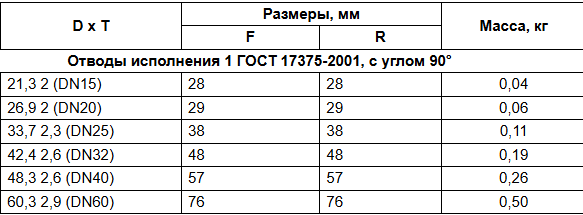 D x T Размеры, мм Масса, кг
F R
Отводы исполнения 1 ГОСТ 17375-2001, с углом 90°
21,3 2 (DN15) 28 28 0,04
26,9 2 (DN20) 29 29 0,06
33,7 2,3 (DN25) 38 38 0,11
42,4 2,6 (DN32) 48 48 0,19
48,3 2,6 (DN40) 57 57 0,26
60,3 2,9 (DN60) 76 76 0,50